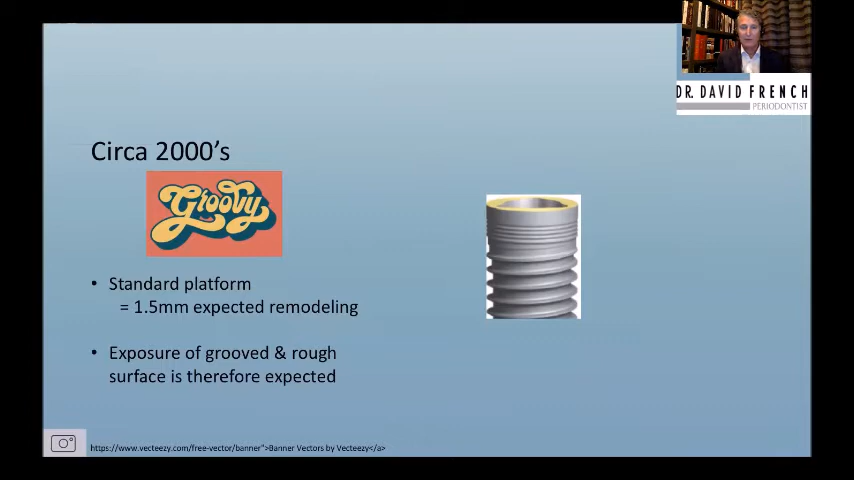 DR. DAVID FRENCH
PERIODONTIST
Circa 2000’s
Groovy
• Standard platform
= 1.5mm expected remodeling
• Exposure of grooved & rough
surface is therefore expected
https://www.vecteezy.com/free-vector/banner">Banner Vectors by Vecteezy</a>